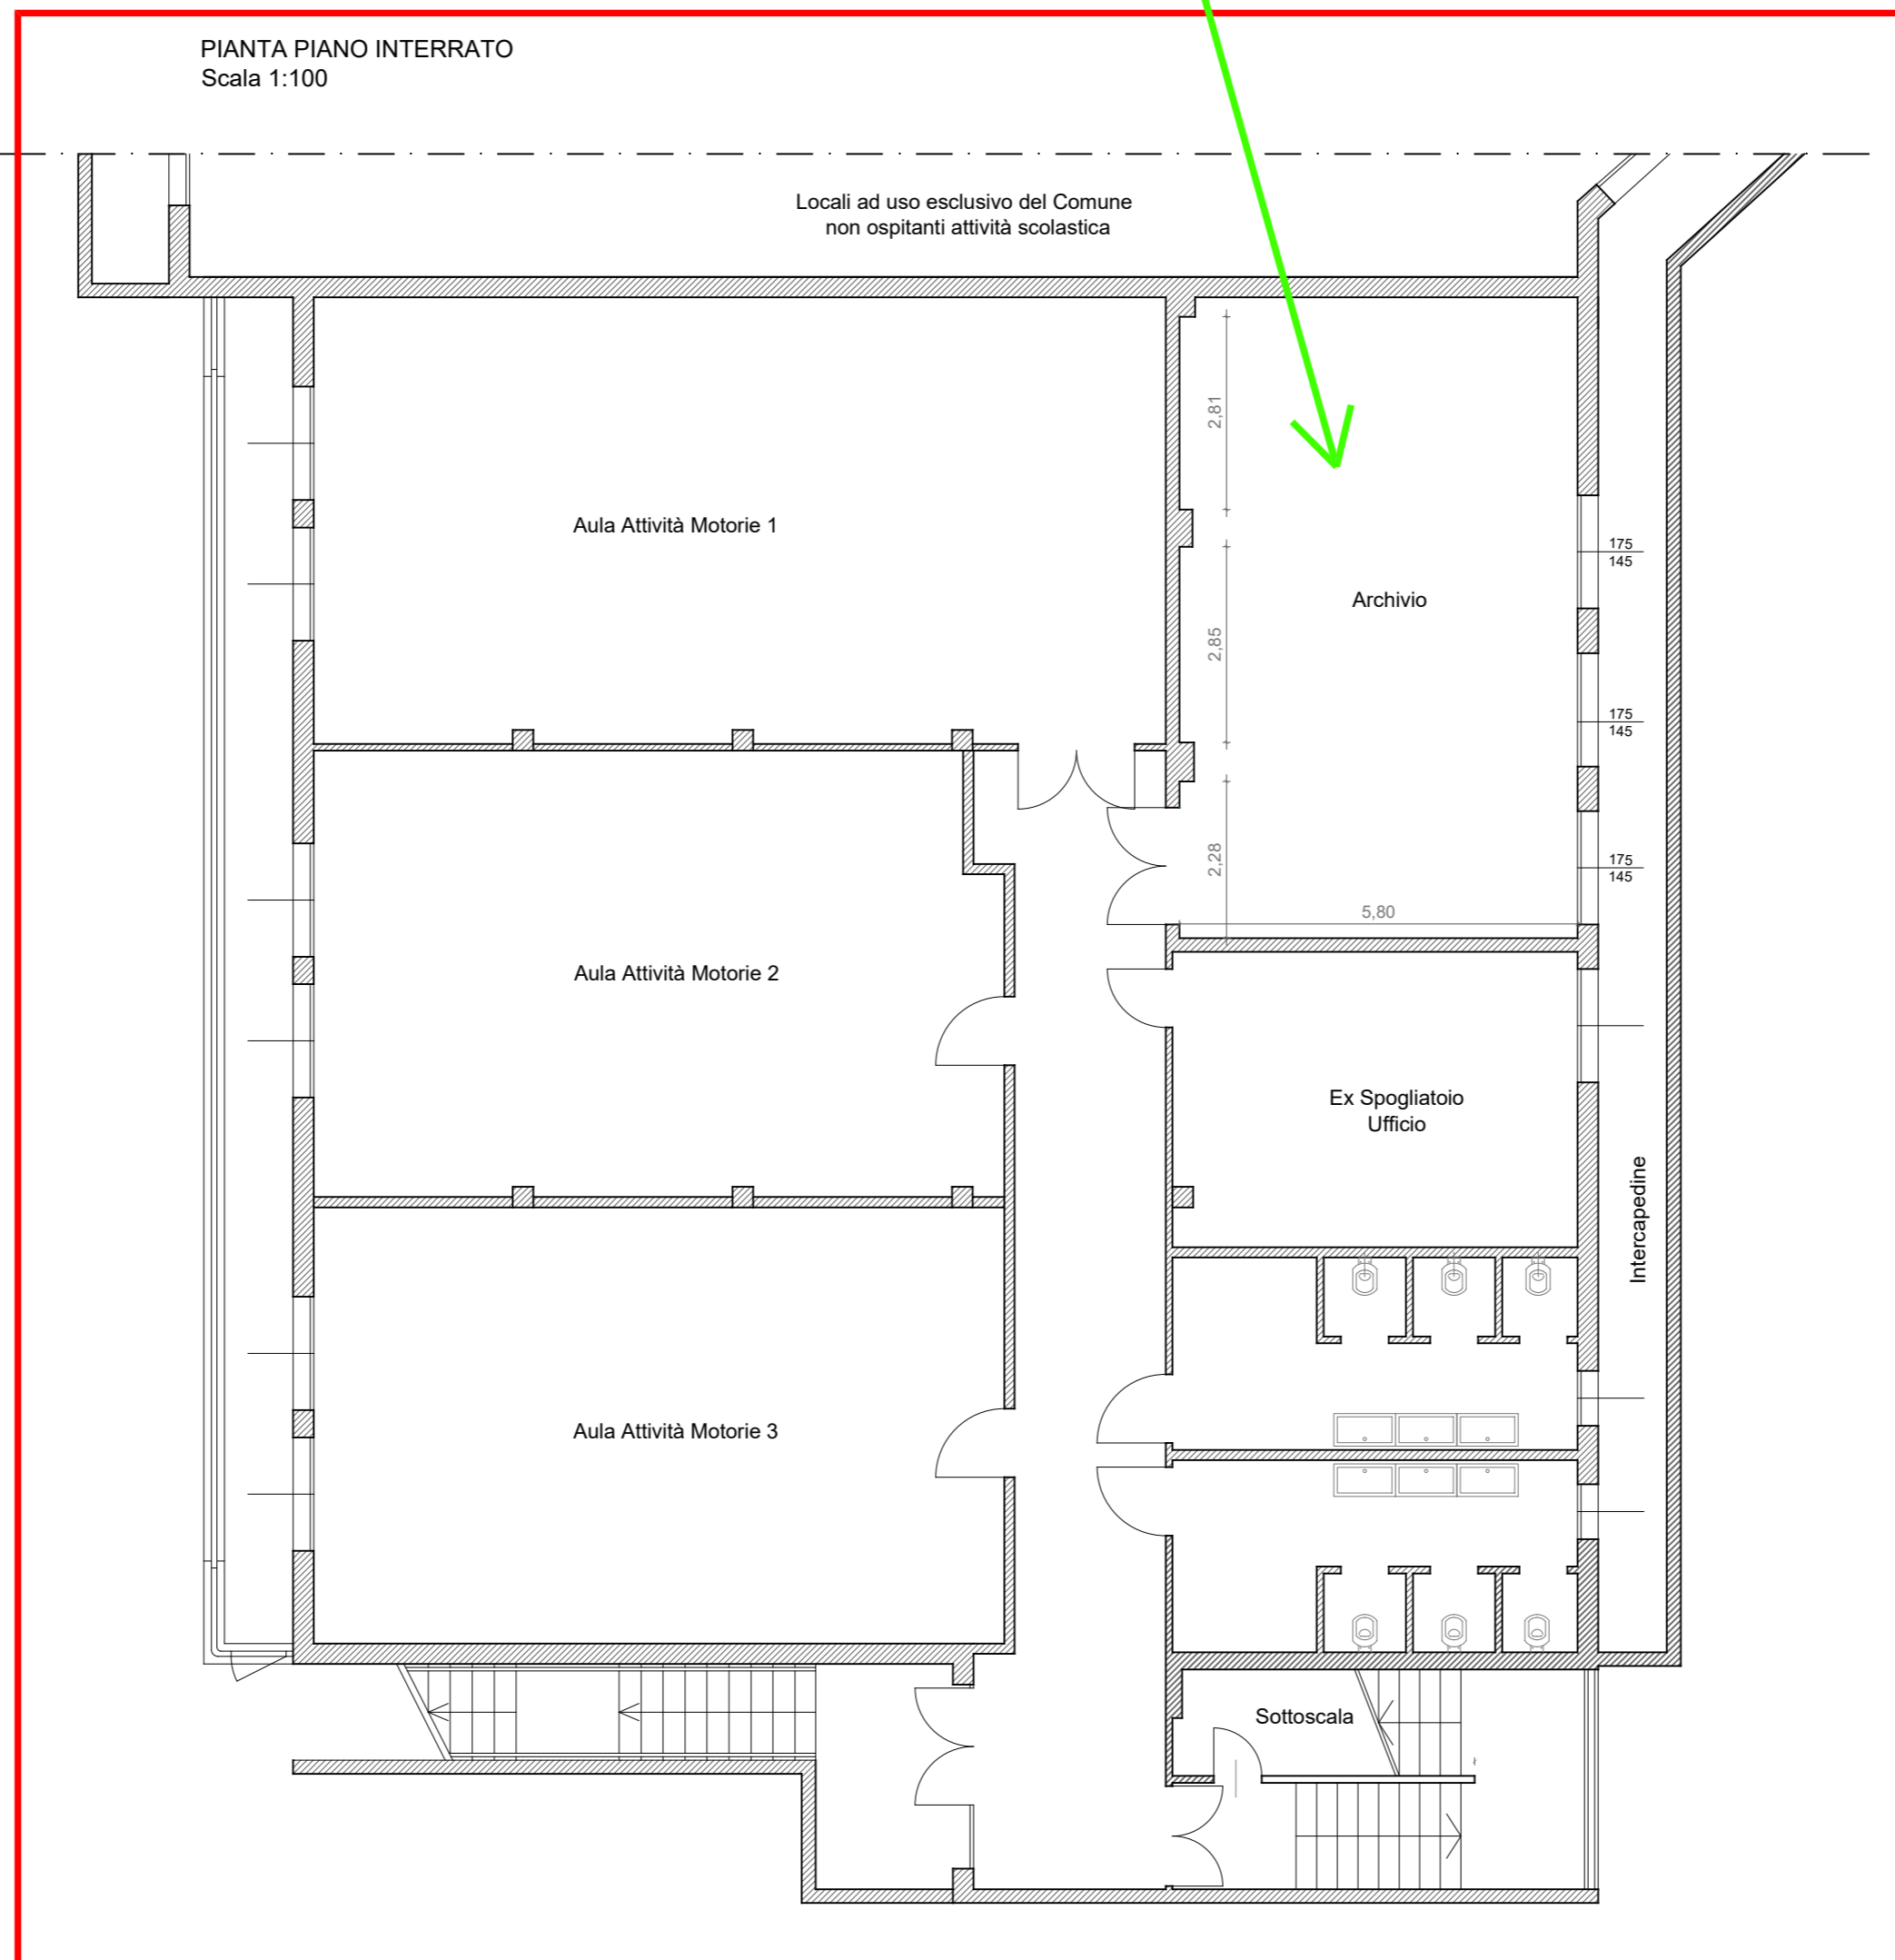 PIANTA PIANO INTERRATO
Scala 1:100
Locali ad uso esclusivo del Comune
non ospitanti attività scolastica
2,81
Aula Attività Motorie 1
175
145
Archivio
2,85
175
145
2,28
175
145
5,80
Aula Attività Motorie 2
Ex Spogliatoio
Ufficio
Intercapedine
Aula Attività Motorie 3
Sottoscala